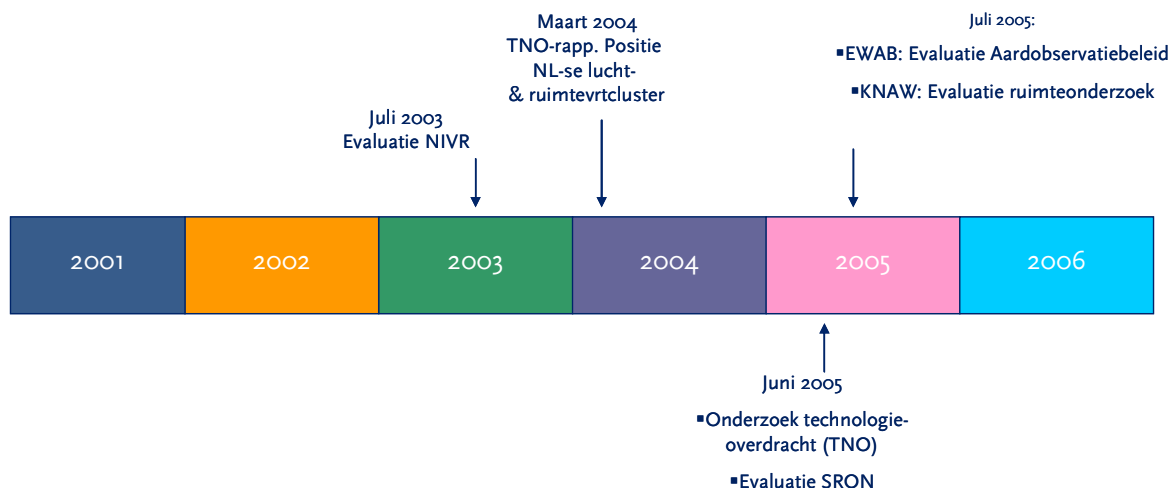 Maart 2004
TNO-rapp. Positie
NL-se lucht-
& ruimtevrtcluster
Juli 2005:
▪EWAB: Evaluatie Aardobservatiebeleid
▪KNAW: Evaluatie ruimteonderzoek
Juli 2003
Evaluatie NIVR
2001 2002 2003 2004 2005 2006
Juni 2005
▪Onderzoek technologie-
overdracht (TNO)
▪Evaluatie SRON